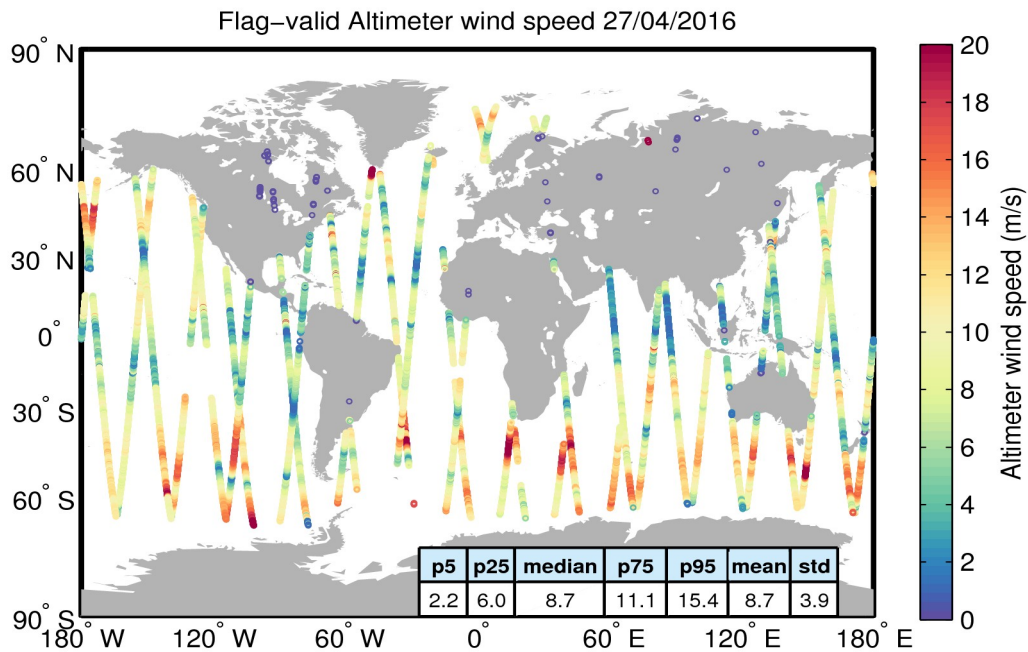 Flag−valid Altimeter wind speed 27/04/2016
90° N
60° N
30° N
0°
30° S
60° S
90° S
180° W
120° W
60° W
0°
60° E
120° E
180° E
p5 p25 median p75 p95 mean std
2.2 6.0 8.7 11.1 15.4 8.7 3.9
20
18
16
14
12
10
8
6
4
2
0
Altimeter wind speed (m/s)